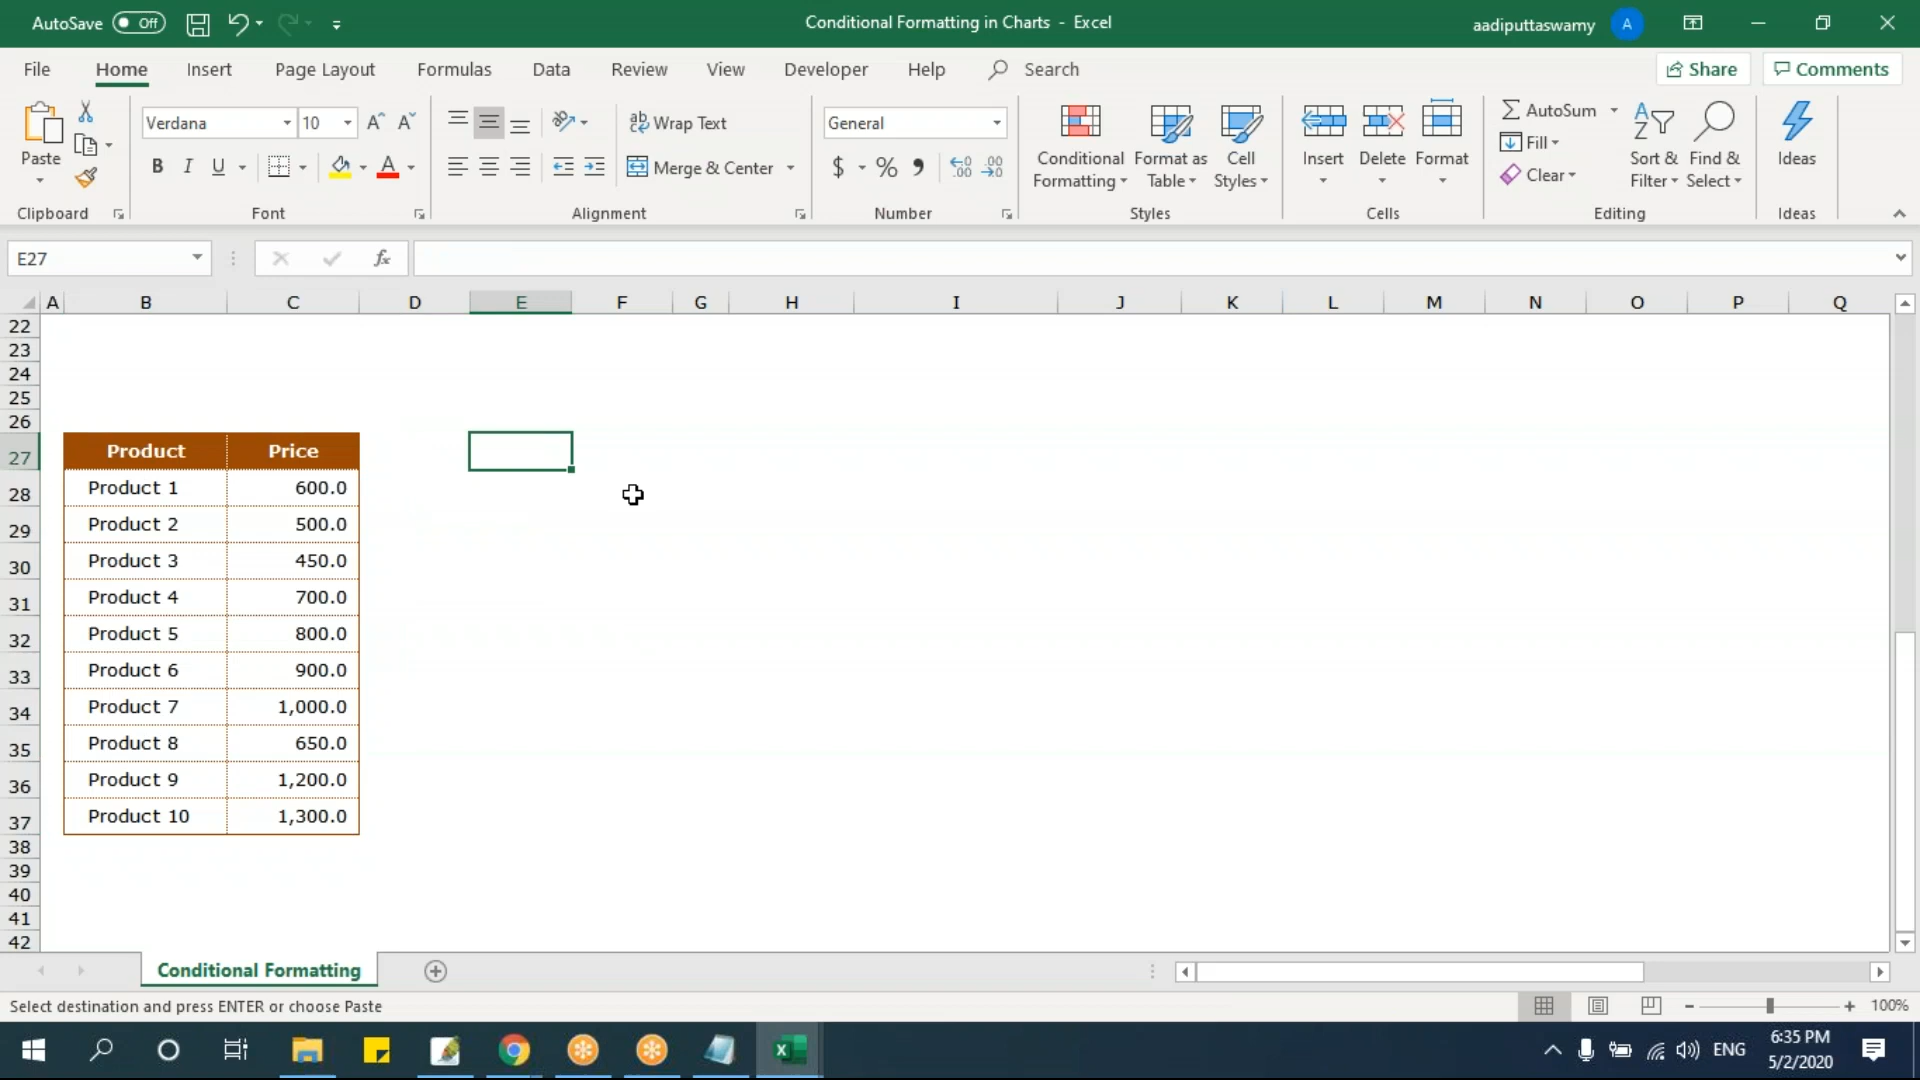 AutoSave Off
Conditional Formatting in Charts - Excel
aadiputtaswamy A
File Home Insert Page Layout Formulas Data Review View Developer Help Search
Share Comments
Paste
Clipboard
Verdana 10
B I U A
Font
ab Wrap Text
Merge & Center
Alignment
General
$ % 9
Number
Conditional Formatting
Format as Table
Cell Styles
Styles
Insert Delete Format
Cells
AutoSum
Fill
Clear
Sort & Filter
Find & Select
Editing
Ideas
Ideas
E27 fx
A B C D E F G H I J K L M N O P Q
22
23
24
25
26
27 Product Price
28 Product 1 600.0
29 Product 2 500.0
30 Product 3 450.0
31 Product 4 700.0
32 Product 5 800.0
33 Product 6 900.0
34 Product 7 1,000.0
35 Product 8 650.0
36 Product 9 1,200.0
37 Product 10 1,300.0
38
39
40
41
42
Conditional Formatting
Select destination and press ENTER or choose Paste
100%
ENG
6:35 PM
5/2/2020